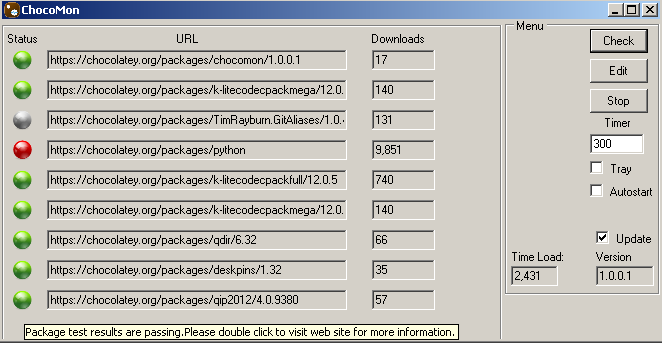 ChocoMon
Status URL Downloads
https://chocolatey.org/packages/chocomon/1.0.0.1 17
https://chocolatey.org/packages/k-litecodecpackmega/12.0. 140
https://chocolatey.org/packages/TimRayburn.GitAliases/1.0. 131
https://chocolatey.org/packages/python 9,851
https://chocolatey.org/packages/k-litecodecpackfull/12.0.5 740
https://chocolatey.org/packages/k-litecodecpackmega/12.0. 140
https://chocolatey.org/packages/qdir/6.32 66
https://chocolatey.org/packages/deskpins/1.32 35
https://chocolatey.org/packages/qip2012/4.0.9380 57
Package test results are passing.Please double click to visit web site for more information.
Menu
Check
Edit
Stop
Timer
300
Tray
Autostart
Update
Time Load: Version
2,431 1.0.0.1